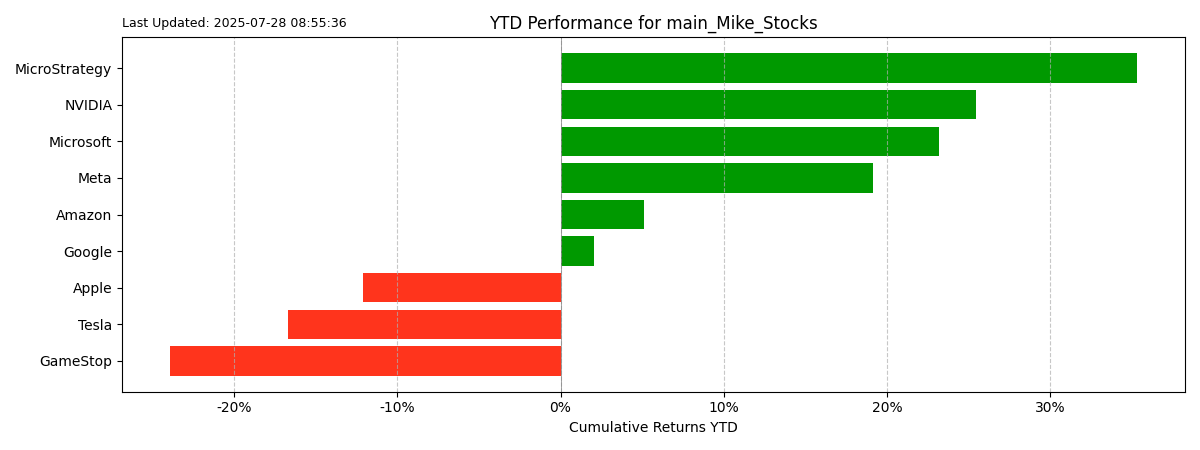 Last Updated: 2025-07-28 08:55:36
YTD Performance for main_Mike_Stocks
MicroStrategy
NVIDIA
Microsoft
Meta
Amazon
Google
Apple
Tesla
GameStop
-20% -10% 0% 10% 20% 30%
Cumulative Returns YTD